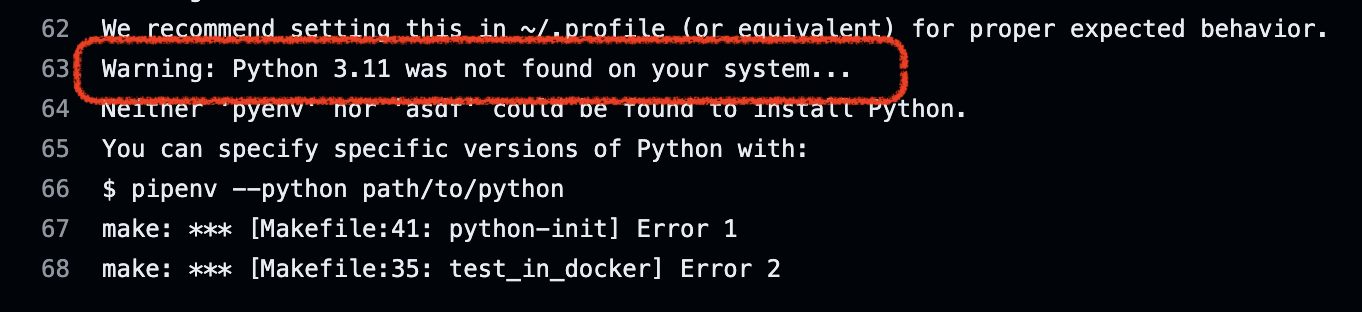 62 We recommend setting this in ~/.profile (or equivalent) for proper expected behavior.
63 Warning: Python 3.11 was not found on your system...
64 Neither 'pyenv' nor 'asdf' could be found to install Python.
65 You can specify specific versions of Python with:
66 $ pipenv --python path/to/python
67 make: *** [Makefile:41: python-init] Error 1
68 make: *** [Makefile:35: test_in_docker] Error 2